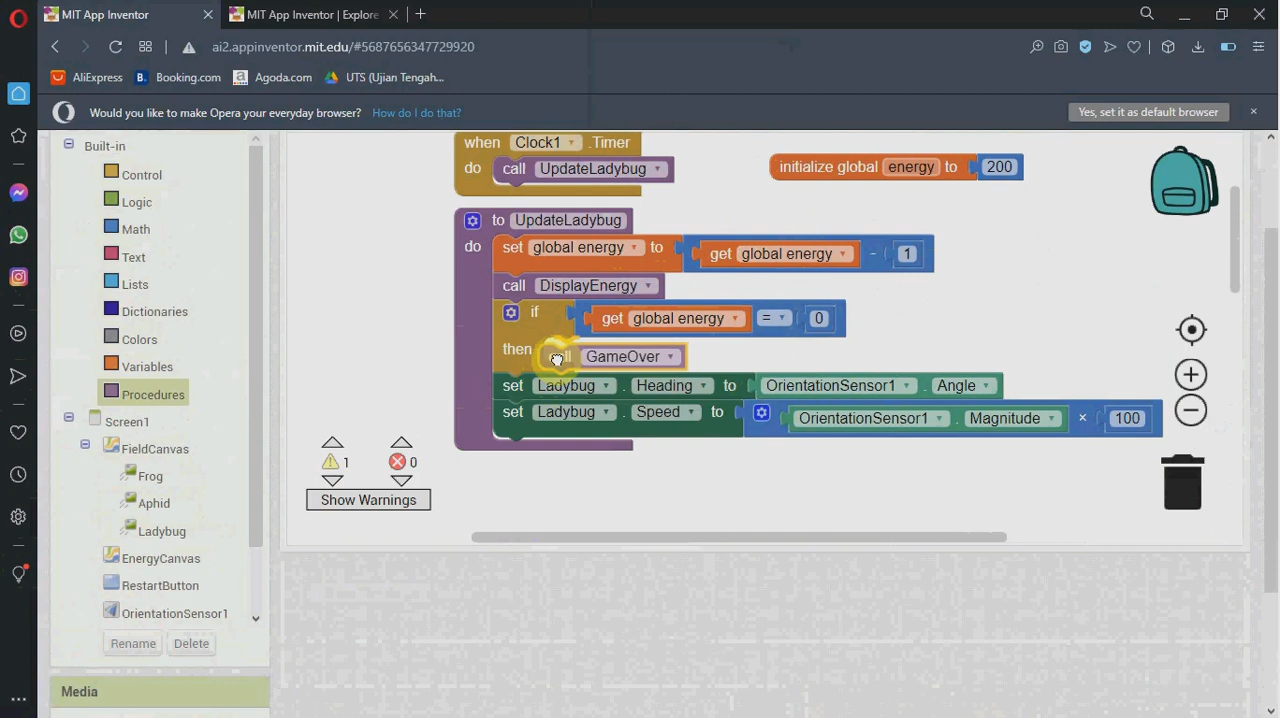 MIT App Inventor
MIT App Inventor | Explore
ai2.appinventor.mit.edu/#5687656347729920
AliExpress
B. Booking.com
a Agoda.com
UTS (Ujian Tengah...
Would you like to make Opera your everyday browser? How do I do that?
Yes, set it as default browser
Built-in
Control
Logic
Math
Text
Lists
Dictionaries
Colors
Variables
Procedures
Screen1
FieldCanvas
Frog
Aphid
Ladybug
EnergyCanvas
RestartButton
OrientationSensor1
Rename
Delete
Media
when Clock1 .Timer
do call UpdateLadybug
initialize global energy to 200
to UpdateLadybug
do set global energy to get global energy - 1
call DisplayEnergy
if get global energy = 0
then call GameOver
set Ladybug . Heading to OrientationSensor1 . Angle
set Ladybug . Speed to OrientationSensor1 . Magnitude × 100
1
0
Show Warnings